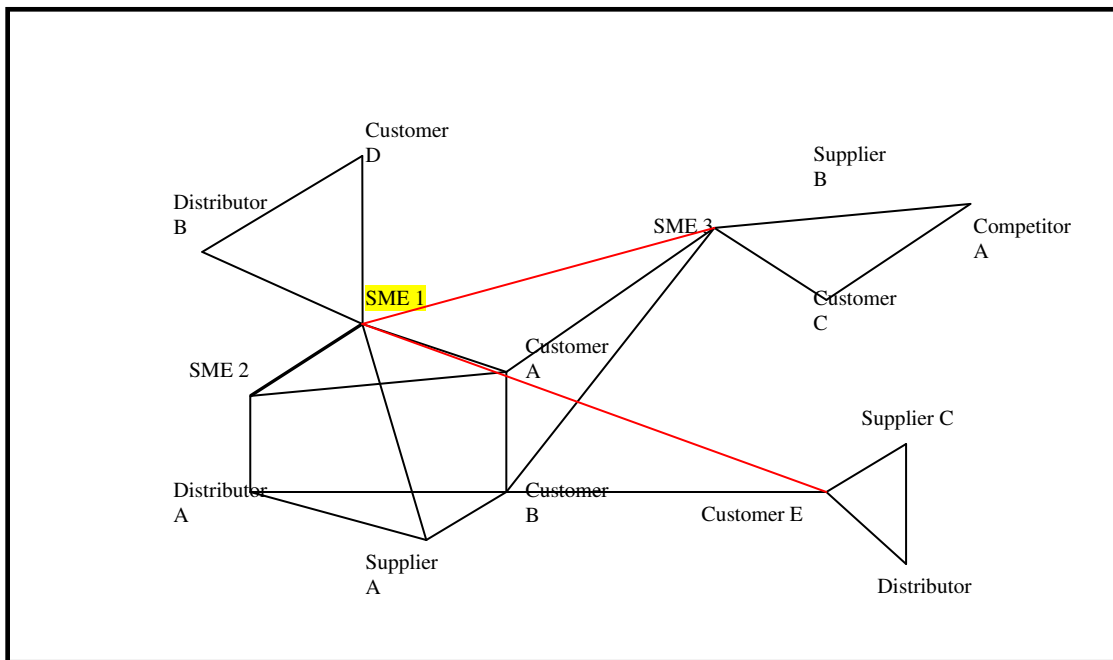 Customer
D
Supplier
B
Distributor
B
SME 3
Competitor
A
SME 1
Customer
C
Customer
A
SME 2
Supplier C
Distributor
A
Customer
B
Customer E
Supplier
A
Distributor